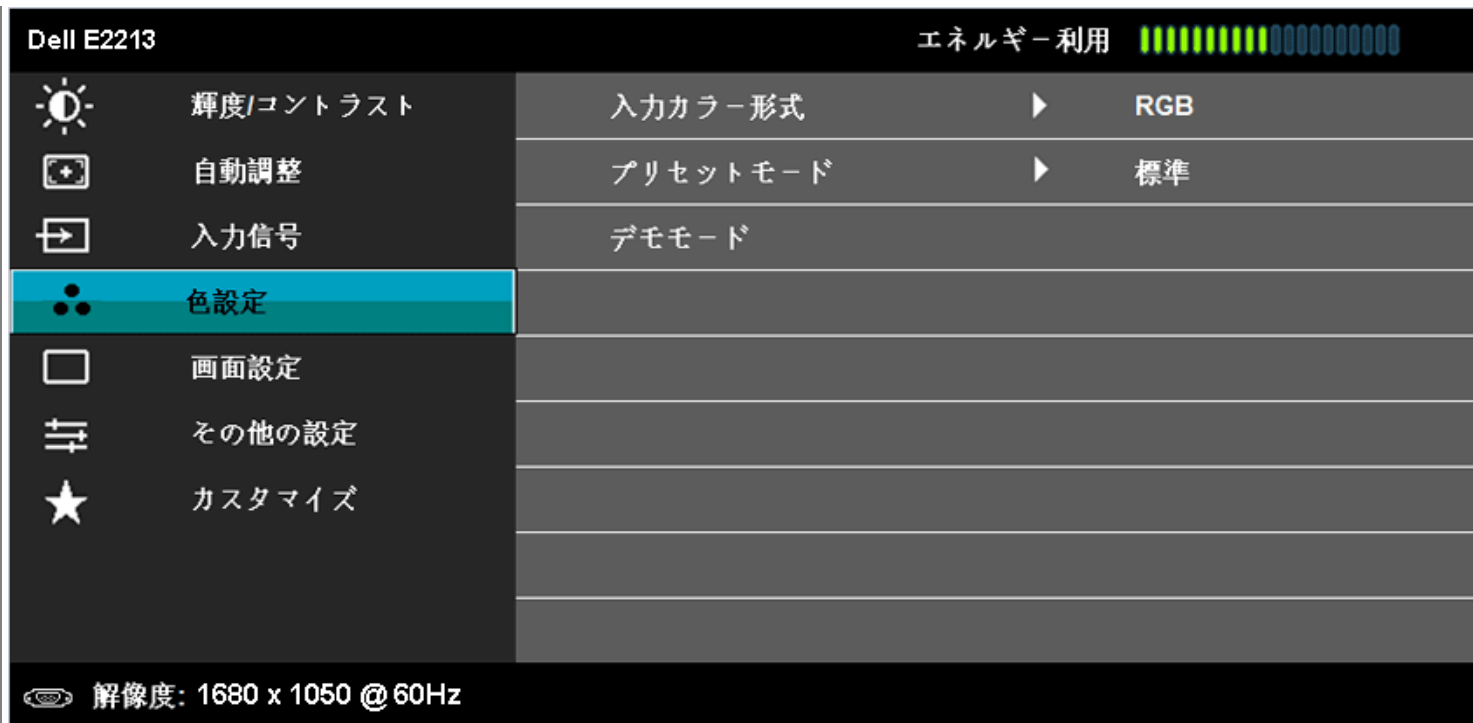 Dell E2213 エネルギー利用
輝度/コントラスト 入力カラー形式 RGB
自動調整 プリセットモード 標準
入力信号 デモモード
色設定
画面設定
その他の設定
カスタマイズ
解像度: 1680 x 1050 @ 60Hz